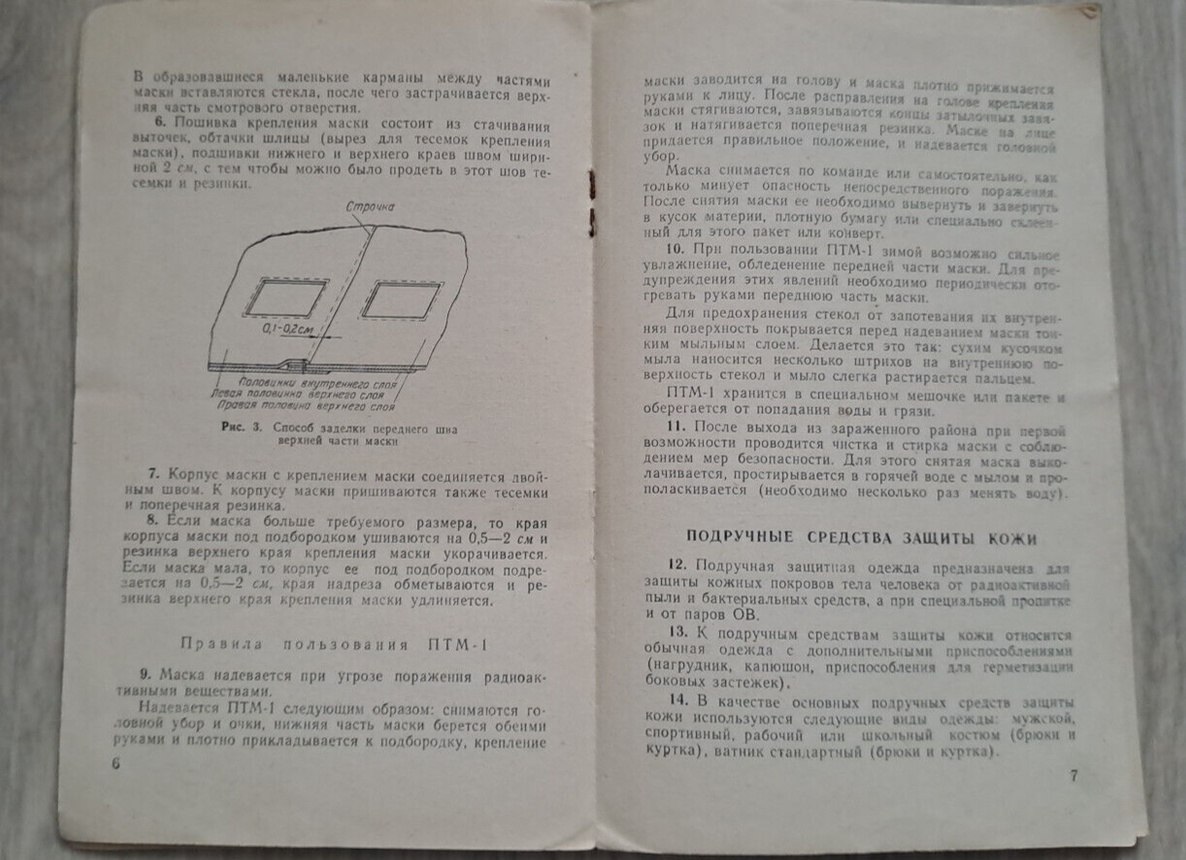 В образовавшиеся маленькие карманы между частями
маски вставляются стекла, после чего застрачивается верх-
няя часть смотрового отверстия.
6. Пошивка крепления маски состоит из стачивания
выточек, обтачки шлицы (вырез для тесемок крепления
маски), подшивки нижнего и верхнего краев швом шири-
ной 2 см, с тем чтобы можно было продеть в этот шов те-
семки и резинки.
Строчка
0,1-0,2см
Половинки внутреннего слоя
Левая половинка верхнего слоя
Правая половина верхнего слоя
Рис. 3. Способ заделки переднего шва
верхней части маски
7. Корпус маски с креплением маски соединяется двой-
ным швом. К корпусу маски пришиваются также тесемки
и поперечная резинка.
8. Если маска больше требуемого размера, то края
корпуса маски под подбородком ушиваются на 0,5—2 см и
резинка верхнего края крепления маски укорачивается.
Если маска мала, то корпус ее под подбородком подре-
зается на 0,5—2 см, края надреза обметываются и ре-
зинка верхнего края крепления маски удлиняется.
Правила пользования ПТМ-1
9. Маска надевается при угрозе поражения радиоак-
тивными веществами.
Надевается ПТМ-1 следующим образом: снимаются го-
ловной убор и очки, нижняя часть маски берется обеими
руками и плотно прикладывается к подбородку, крепление
6
маски заводится на голову и маска плотно прижимается
руками к лицу. После расправления на голове крепления
маски стягиваются, завязываются концы затылочных завя-
зок и натягивается поперечная резинка. Маске на лице
придается правильное положение, и надевается головной
убор.
Маска снимается по команде или самостоятельно, как
только минует опасность непосредственного поражения.
После снятия маски ее необходимо вывернуть и завернуть
в кусок материи, плотную бумагу или специально склеен-
ный для этого пакет или конверт.
10. При пользовании ПТМ-1 зимой возможно сильное
увлажнение, обледенение передней части маски. Для пре-
дупреждения этих явлений необходимо периодически ото-
гревать руками переднюю часть маски.
Для предохранения стекол от запотевания их внутрен-
няя поверхность покрывается перед надеванием маски тон-
ким мыльным слоем. Делается это так: сухим кусочком
мыла наносится несколько штрихов на внутреннюю по-
верхность стекол и мыло слегка растирается пальцем.
ПТМ-1 хранится в специальном мешочке или пакете и
оберегается от попадания воды и грязи.
11. После выхода из зараженного района при первой
возможности проводится чистка и стирка маски с соблю-
дением мер безопасности. Для этого снятая маска выко-
лачивается, простирывается в горячей воде с мылом и про-
поласкивается (необходимо несколько раз менять воду).
ПОДРУЧНЫЕ СРЕДСТВА ЗАЩИТЫ КОЖИ
12. Подручная защитная одежда предназначена для
защиты кожных покровов тела человека от радиоактивной
пыли и бактериальных средств, а при специальной пропитке
и от паров ОВ.
13. К подручным средствам защиты кожи относится
обычная одежда с дополнительными приспособлениями
(нагрудник, капюшон, приспособления для герметизации
боковых застежек).
14. В качестве основных подручных средств защиты
кожи используются следующие виды одежды: мужской,
спортивный, рабочий или школьный костюм (брюки и
куртка), ватник стандартный (брюки и куртка).
7